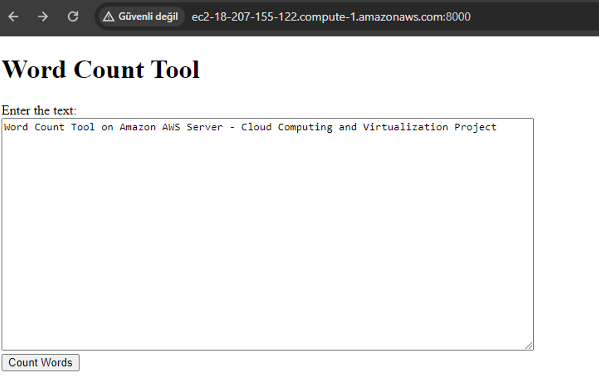 Güvenli değil ec2-18-207-155-122.compute-1.amazonaws.com:8000
Word Count Tool
Enter the text:
Word Count Tool on Amazon AWS Server - Cloud Computing and Virtualization Project
Count Words